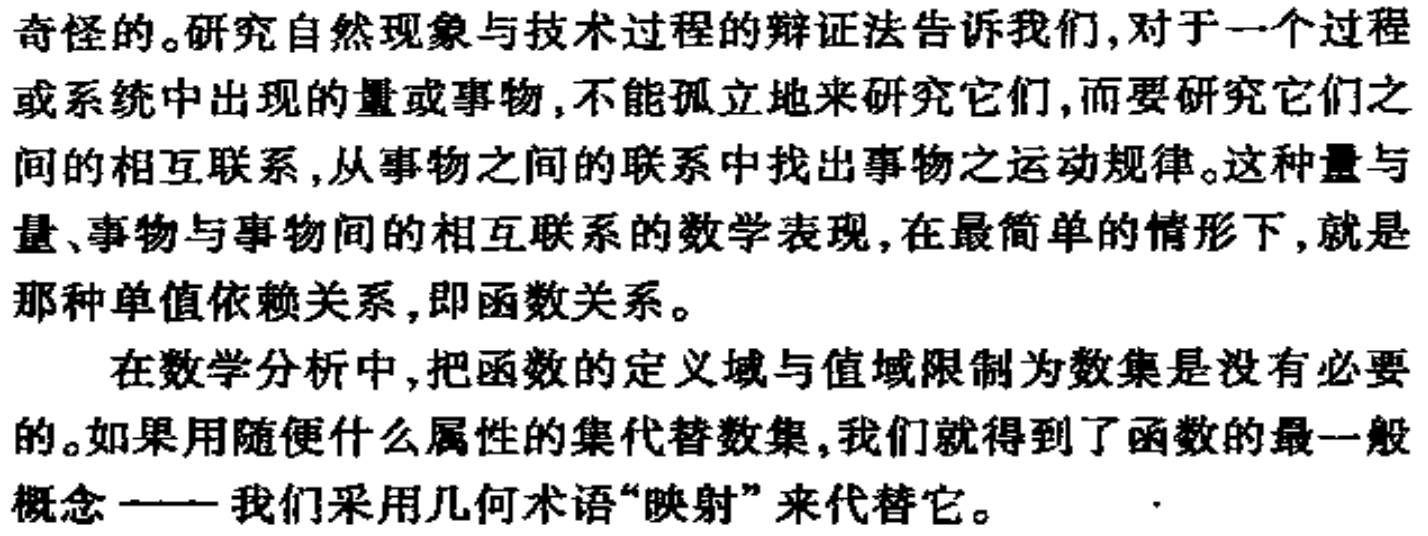 奇怪的。研究自然现象与技术过程的辩证法告诉我们,对于一个过程
或系统中出现的量或事物,不能孤立地来研究它们,而要研究它们之
间的相互联系,从事物之间的联系中找出事物之运动规律。这种量与
量、事物与事物间的相互联系的数学表现,在最简单的情形下,就是
那种单值依赖关系,即函数关系。
在数学分析中,把函数的定义域与值域限制为数集是没有必要
的。如果用随便什么属性的集代替数集,我们就得到了函数的最一般
概念——我们采用几何术语“映射”来代替它。